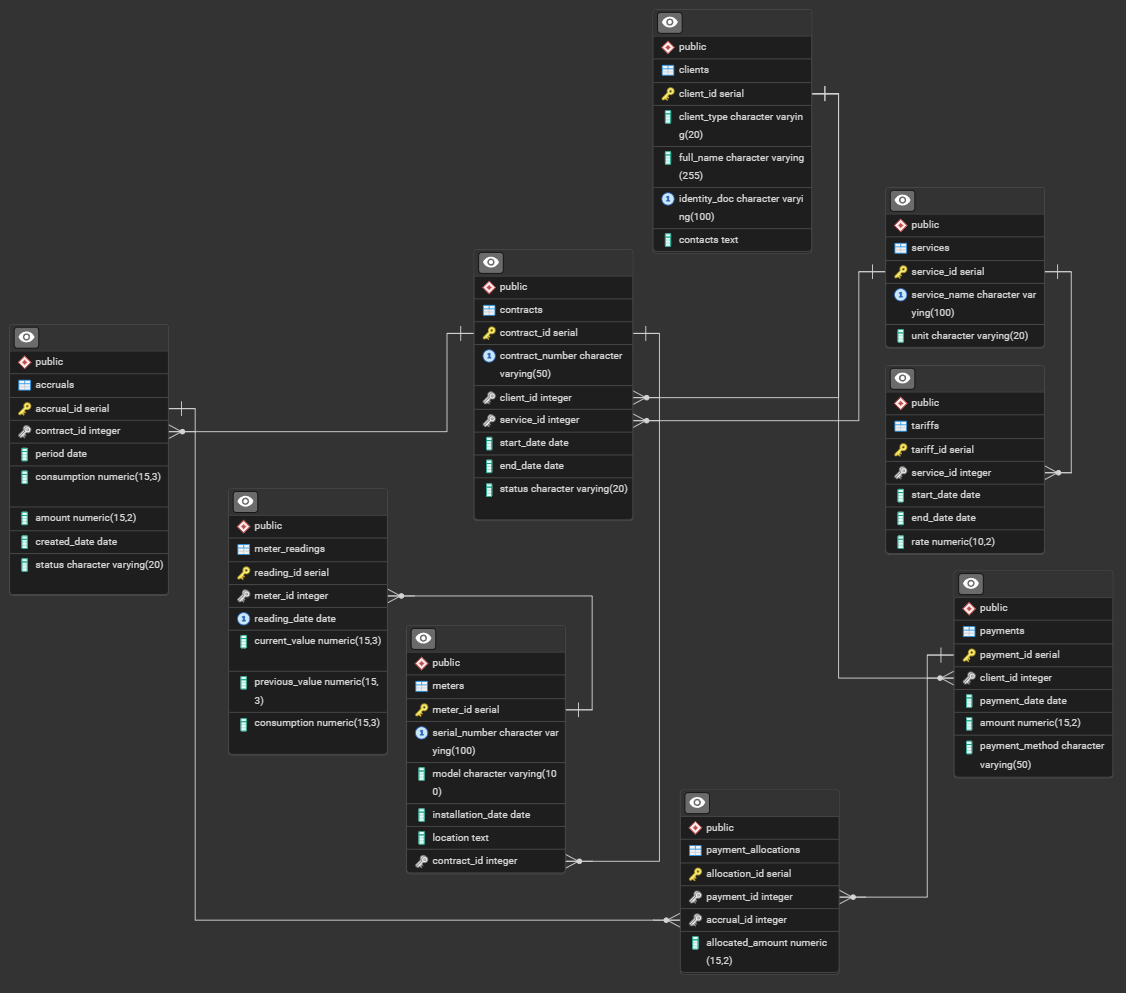 public
clients
client_id serial
client_type character varyin
g(20)
full_name character varying
(255)
identity_doc character varyi
ng(100)
contacts text
public
services
service_id serial
service_name character var
ying(100)
unit character varying(20)
public
contracts
contract_id serial
contract_number character
varying(50)
client_id integer
service_id integer
start_date date
end_date date
status character varying(20)
public
accruals
accrual_id serial
contract_id integer
period date
consumption numeric(15,3)
amount numeric(15,2)
created_date date
status character varying(20)
public
tariffs
tariff_id serial
service_id integer
start_date date
end_date date
rate numeric(10,2)
public
meter_readings
reading_id serial
meter_id integer
reading_date date
current_value numeric(15,3)
previous_value numeric(15,
3)
consumption numeric(15,3)
public
meters
meter_id serial
serial_number character var
ying(100)
model character varying(10
0)
installation_date date
location text
contract_id integer
public
payments
payment_id serial
client_id integer
payment_date date
amount numeric(15,2)
payment_method character
varying(50)
public
payment_allocations
allocation_id serial
payment_id integer
accrual_id integer
allocated_amount numeric
(15,2)